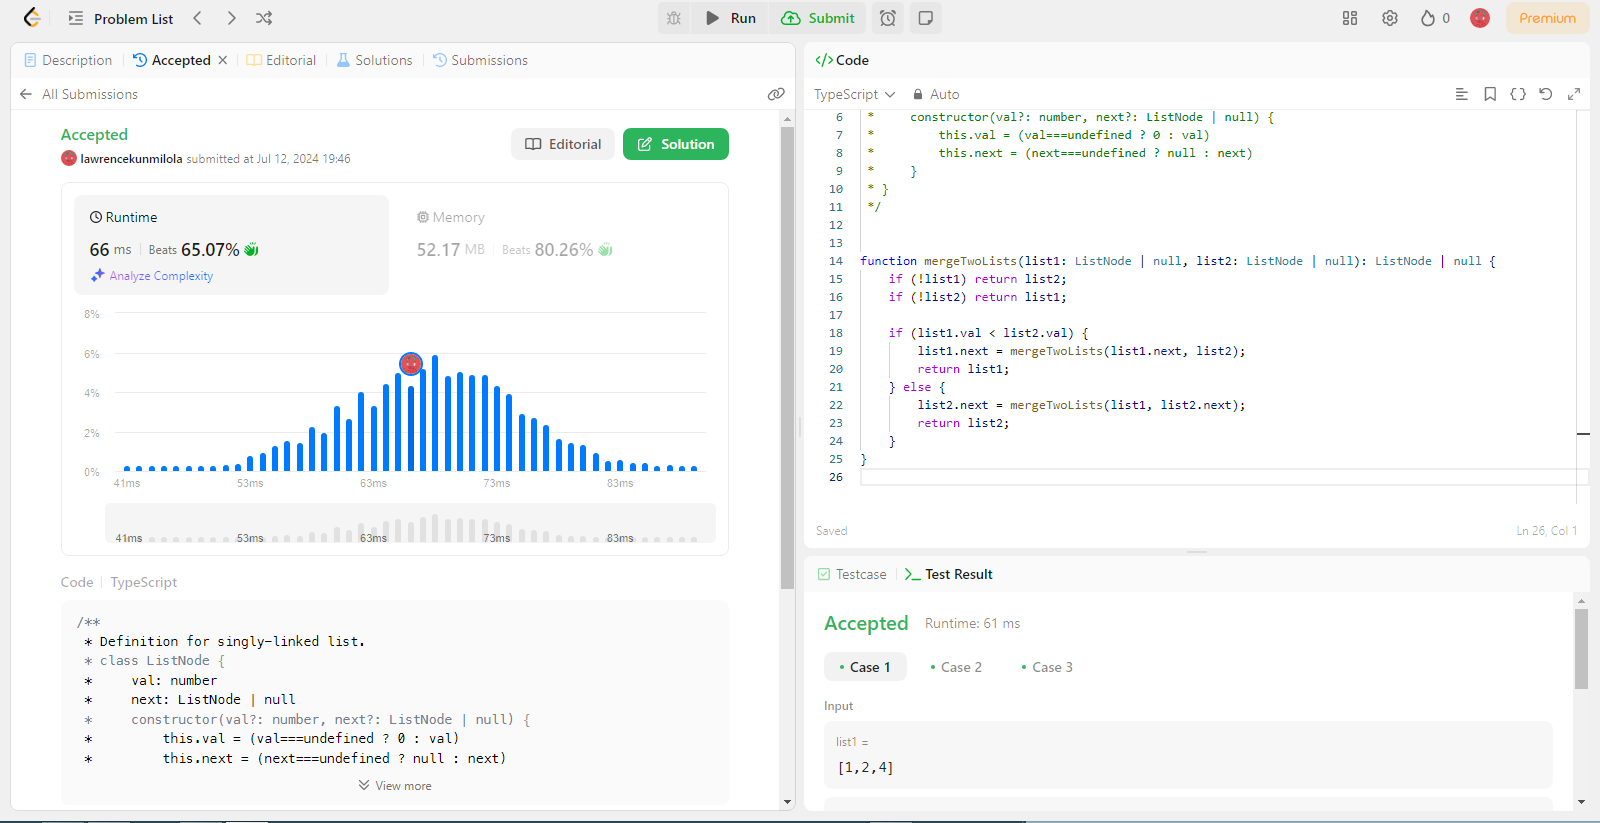 Problem List
Run
Submit
0
Premium
Description
Accepted
Editorial
Solutions
Submissions
All Submissions
Accepted
lawrencekunmilola submitted at Jul 12, 2024 19:46
Editorial
Solution
Runtime
66 ms
Beats 65.07%
Analyze Complexity
Memory
52.17 MB
Beats 80.26%
8%
6%
4%
2%
0%
41ms 53ms 63ms 73ms 83ms
41ms 53ms 63ms 73ms 83ms
Code
TypeScript
/**
 * Definition for singly-linked list.
 * class ListNode {
 *     val: number
 *     next: ListNode | null
 *     constructor(val?: number, next?: ListNode | null) {
 *         this.val = (val===undefined ? 0 : val)
 *         this.next = (next===undefined ? null : next)
View more
</> Code
TypeScript
Auto
6  *     constructor(val?: number, next?: ListNode | null) {
7  *         this.val = (val===undefined ? 0 : val)
8  *         this.next = (next===undefined ? null : next)
9  *     }
10  * }
11  */
12
13
14 function mergeTwoLists(list1: ListNode | null, list2: ListNode | null): ListNode | null {
15     if (!list1) return list2;
16     if (!list2) return list1;
17
18     if (list1.val < list2.val) {
19         list1.next = mergeTwoLists(list1.next, list2);
20         return list1;
21     } else {
22         list2.next = mergeTwoLists(list1, list2.next);
23         return list2;
24     }
25 }
26
Saved
Ln 26, Col 1
Testcase
>_ Test Result
Accepted
Runtime: 61 ms
• Case 1
• Case 2
• Case 3
Input
list1 =
[1,2,4]